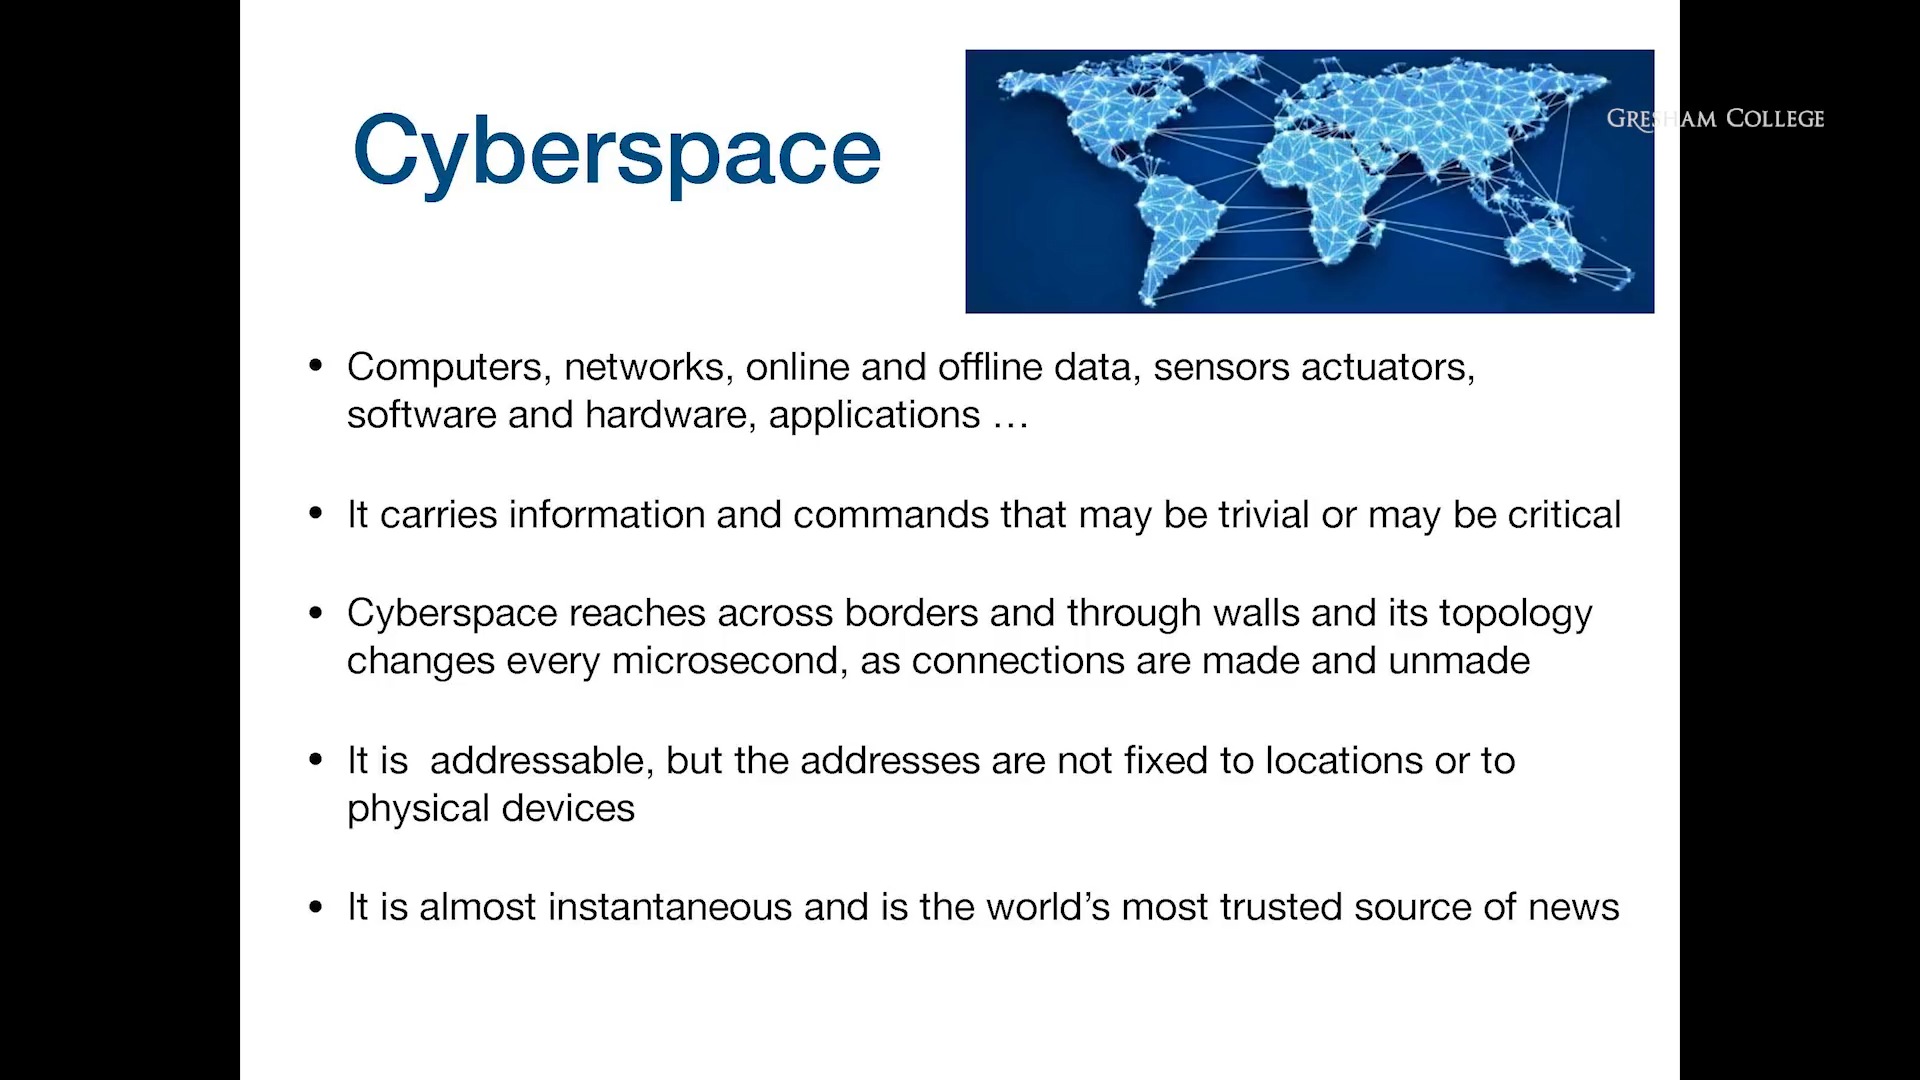 Cyberspace
GRESHAM COLLEGE
• Computers, networks, online and offline data, sensors actuators,
software and hardware, applications …
• It carries information and commands that may be trivial or may be critical
• Cyberspace reaches across borders and through walls and its topology
changes every microsecond, as connections are made and unmade
• It is  addressable, but the addresses are not fixed to locations or to
physical devices
• It is almost instantaneous and is the world’s most trusted source of news